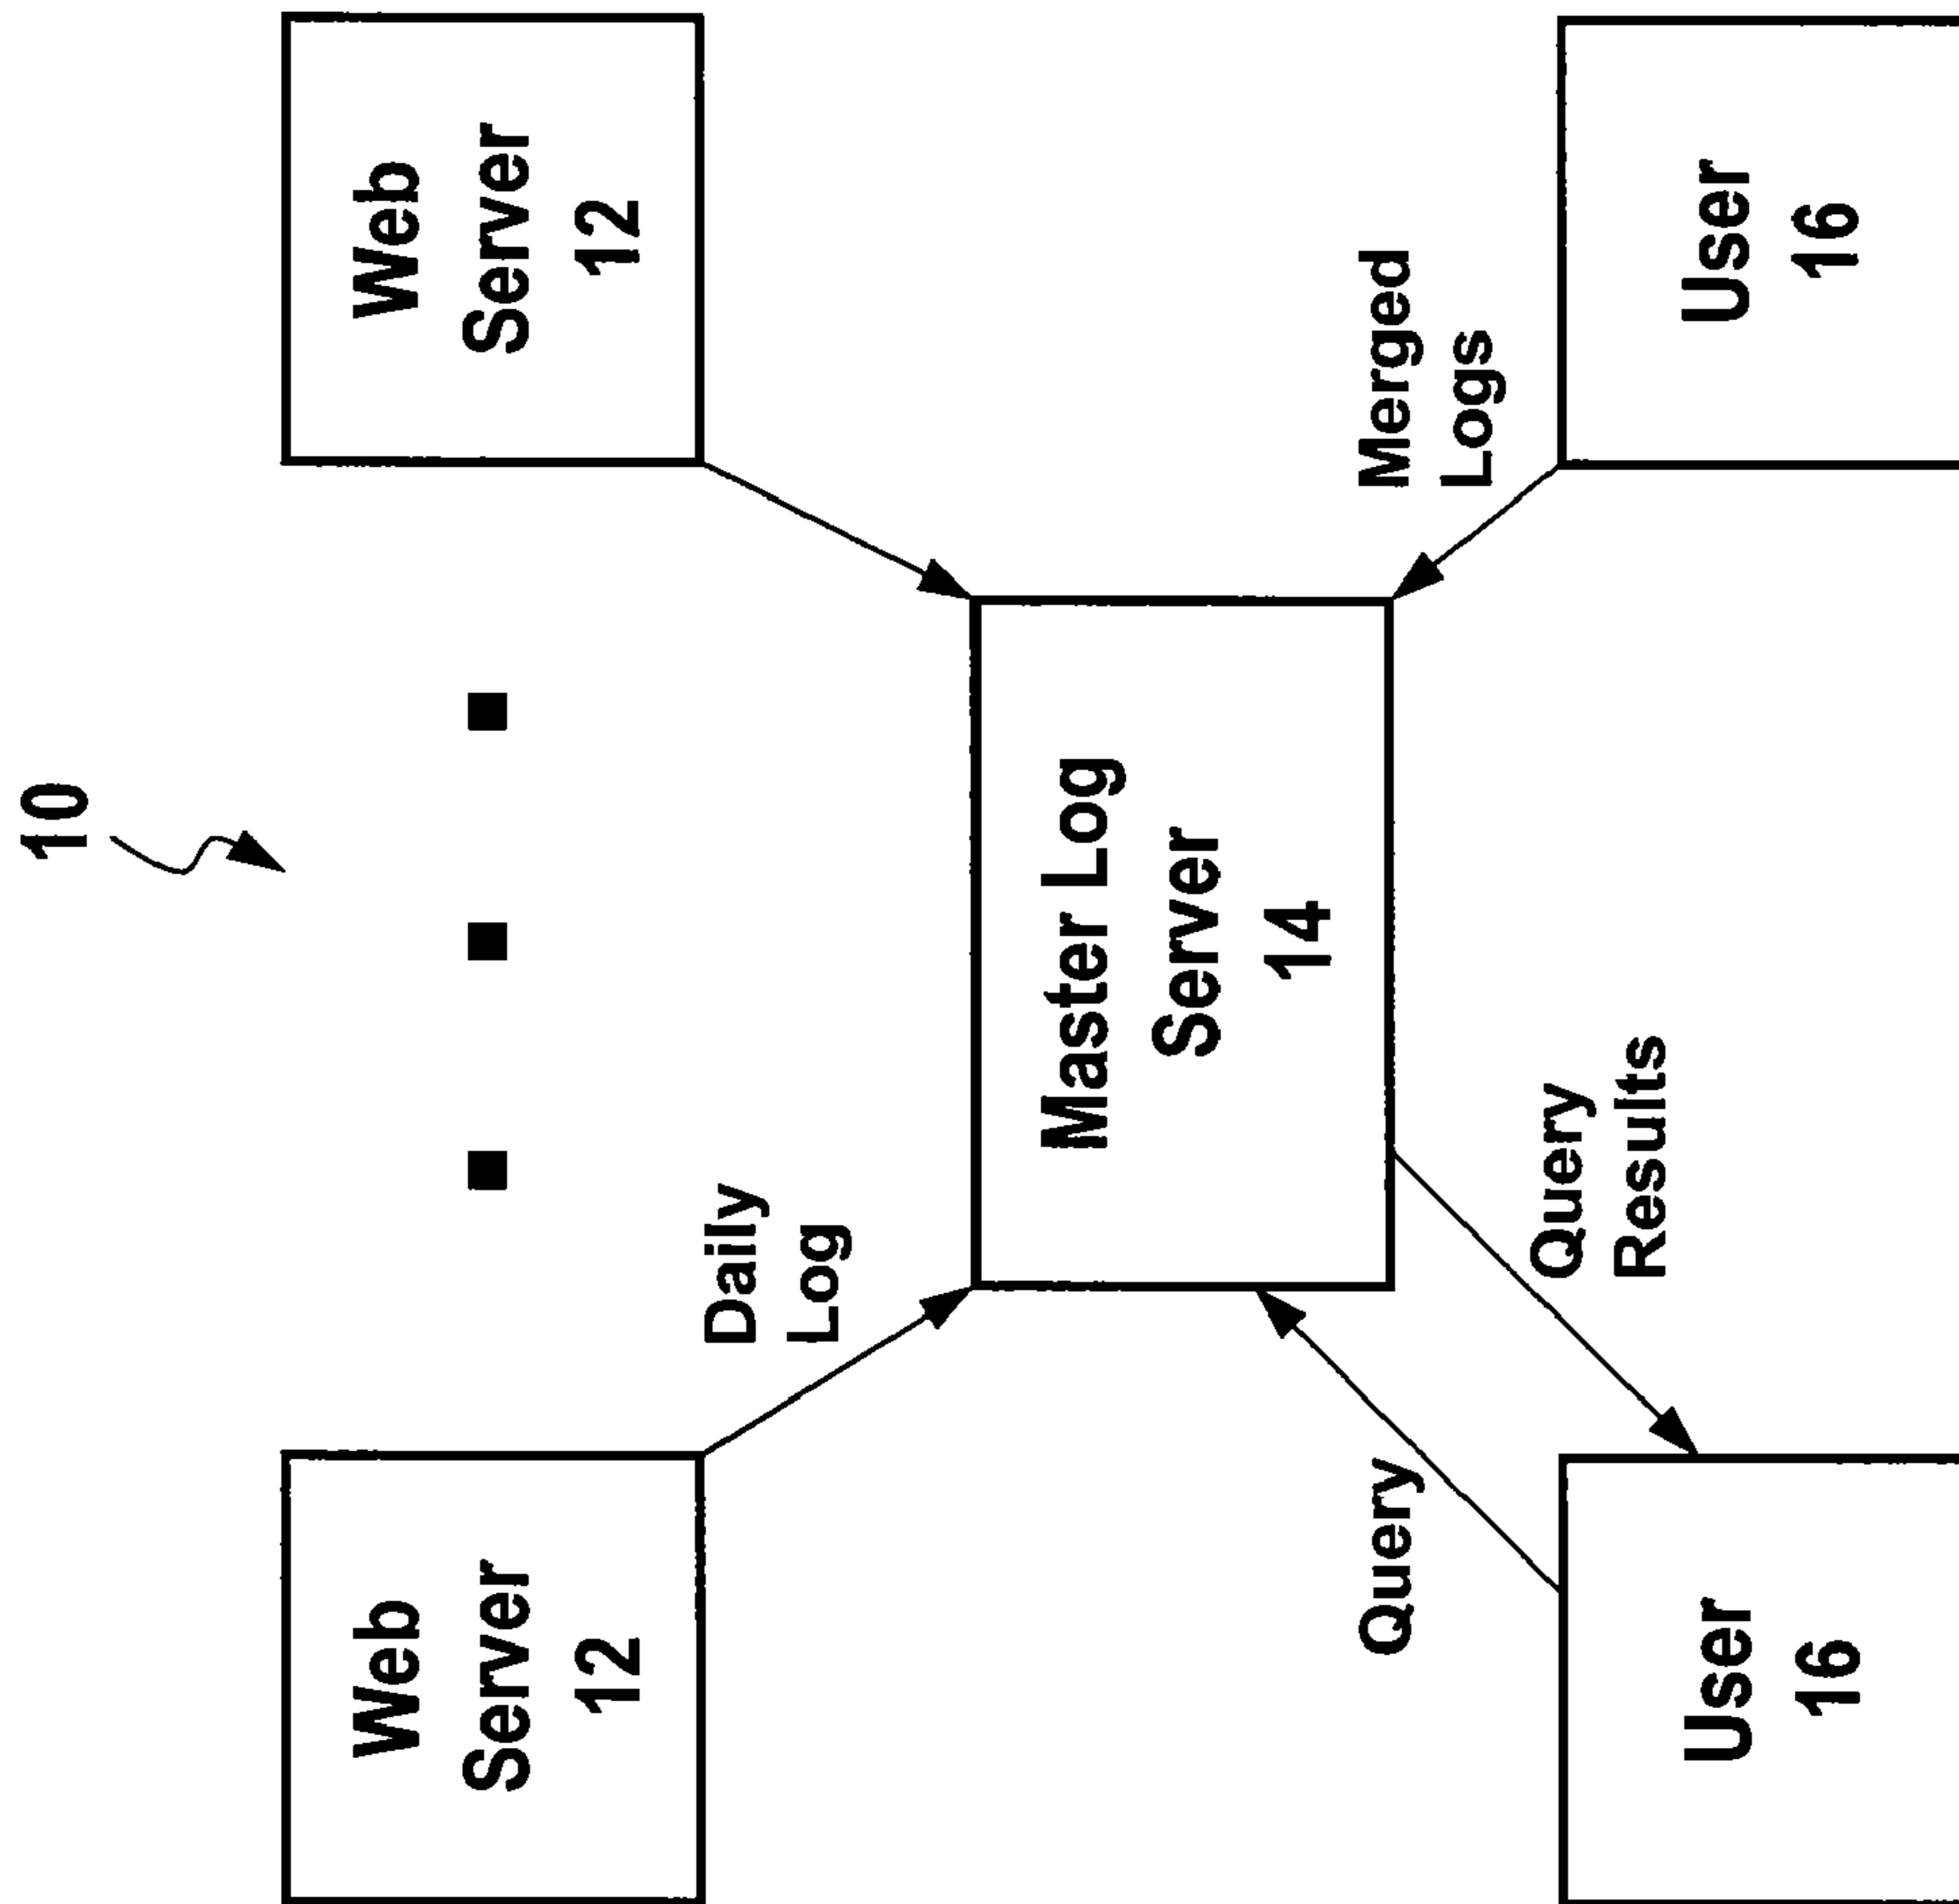 10
Web
Server
12
Web
Server
12
Daily
Log
Master Log
Server
14
Query
Query
Results
Merged
Logs
User
16
User
16